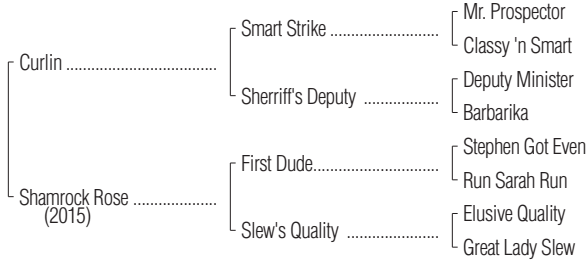 Mr. Prospector
Smart Strike ......................
Classy 'n Smart
Curlin ..............................
Deputy Minister
Sherriff's Deputy ...............
Barbarika
Stephen Got Even
First Dude.........................
Run Sarah Run
Shamrock Rose ................
(2015)
Elusive Quality
Slew's Quality ...................
Great Lady Slew